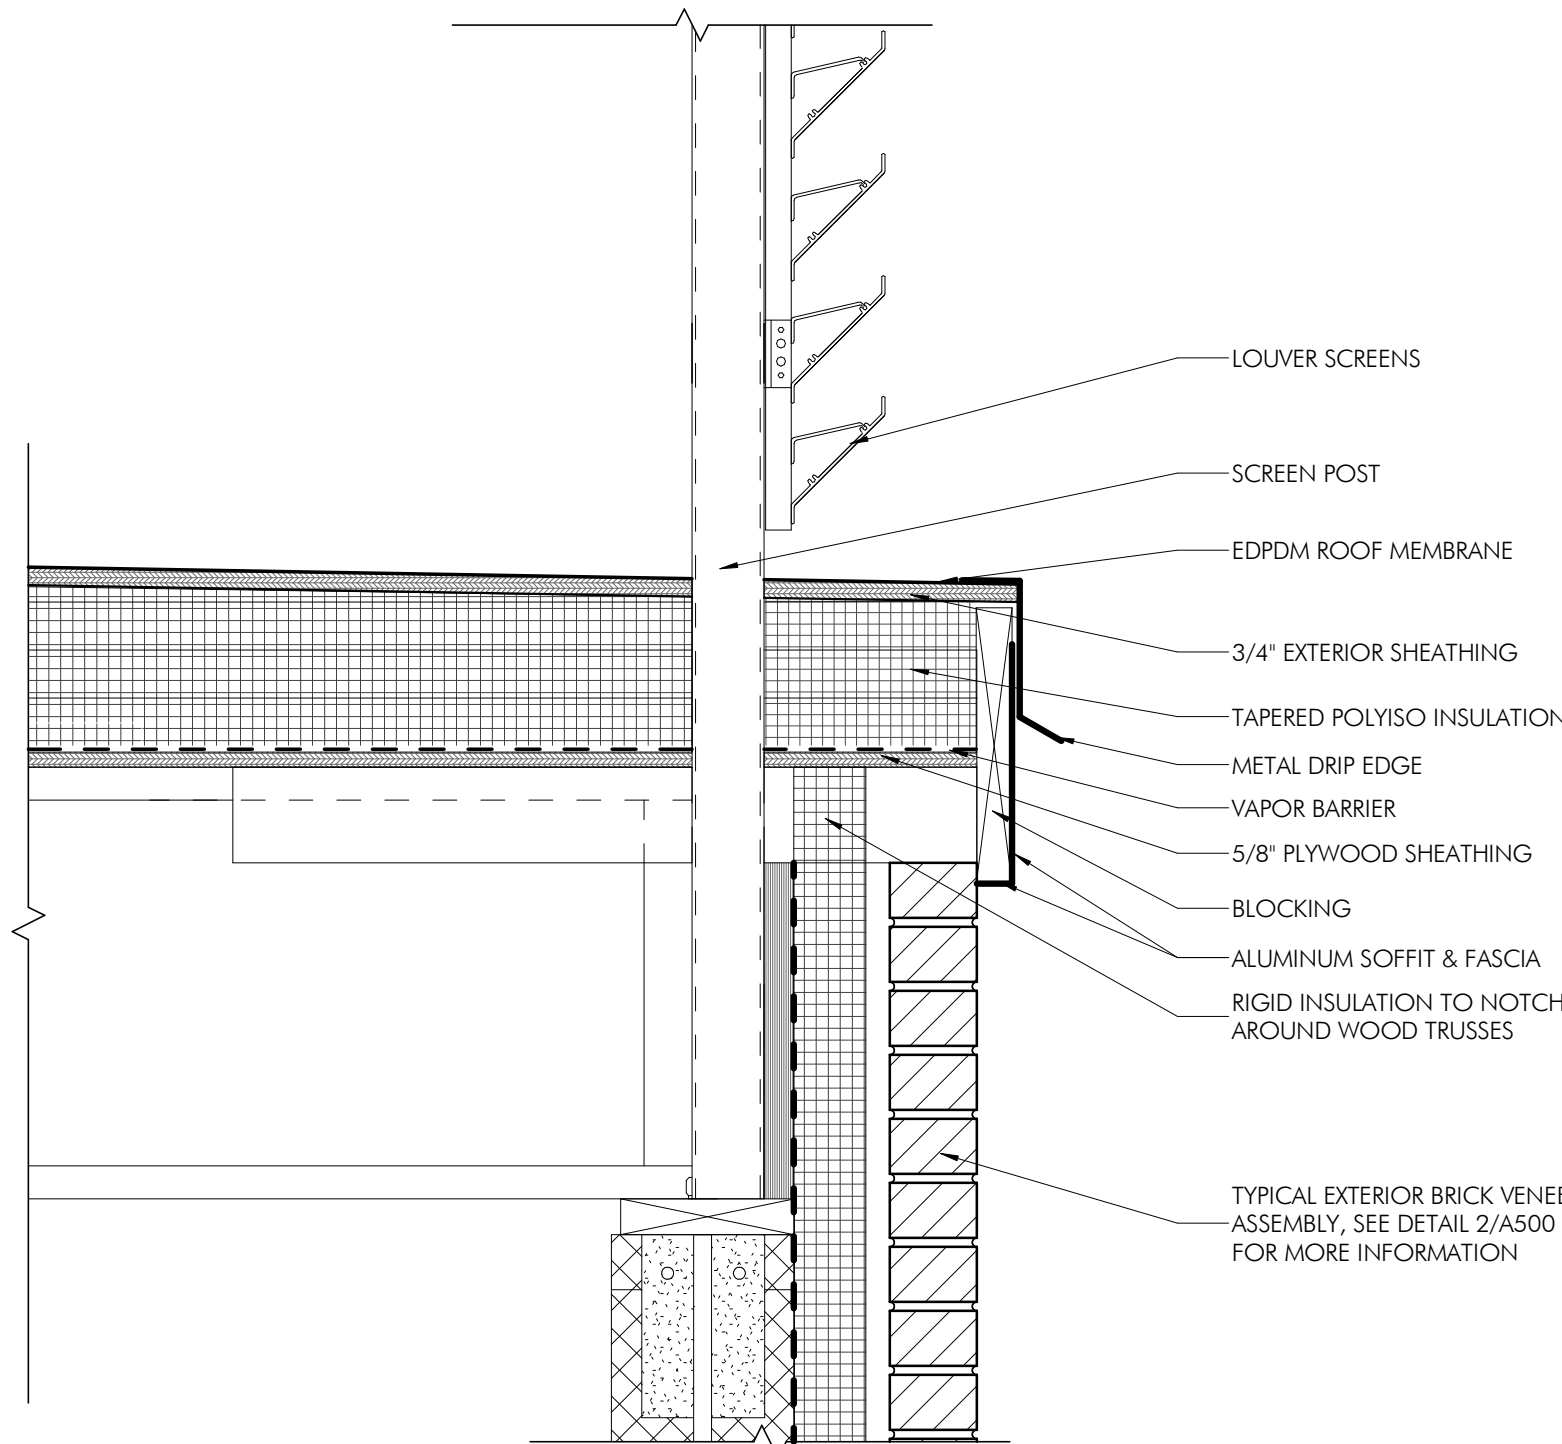 LOUVER SCREENS
SCREEN POST
EDPDM ROOF MEMBRANE
3/4" EXTERIOR SHEATHING
TAPERED POLYISO INSULATION
METAL DRIP EDGE
VAPOR BARRIER
5/8" PLYWOOD SHEATHING
BLOCKING
ALUMINUM SOFFIT & FASCIA
RIGID INSULATION TO NOTCH
AROUND WOOD TRUSSES
TYPICAL EXTERIOR BRICK
ASSEMBLY, SEE DETAIL 2/A500
FOR MORE INFORMATION